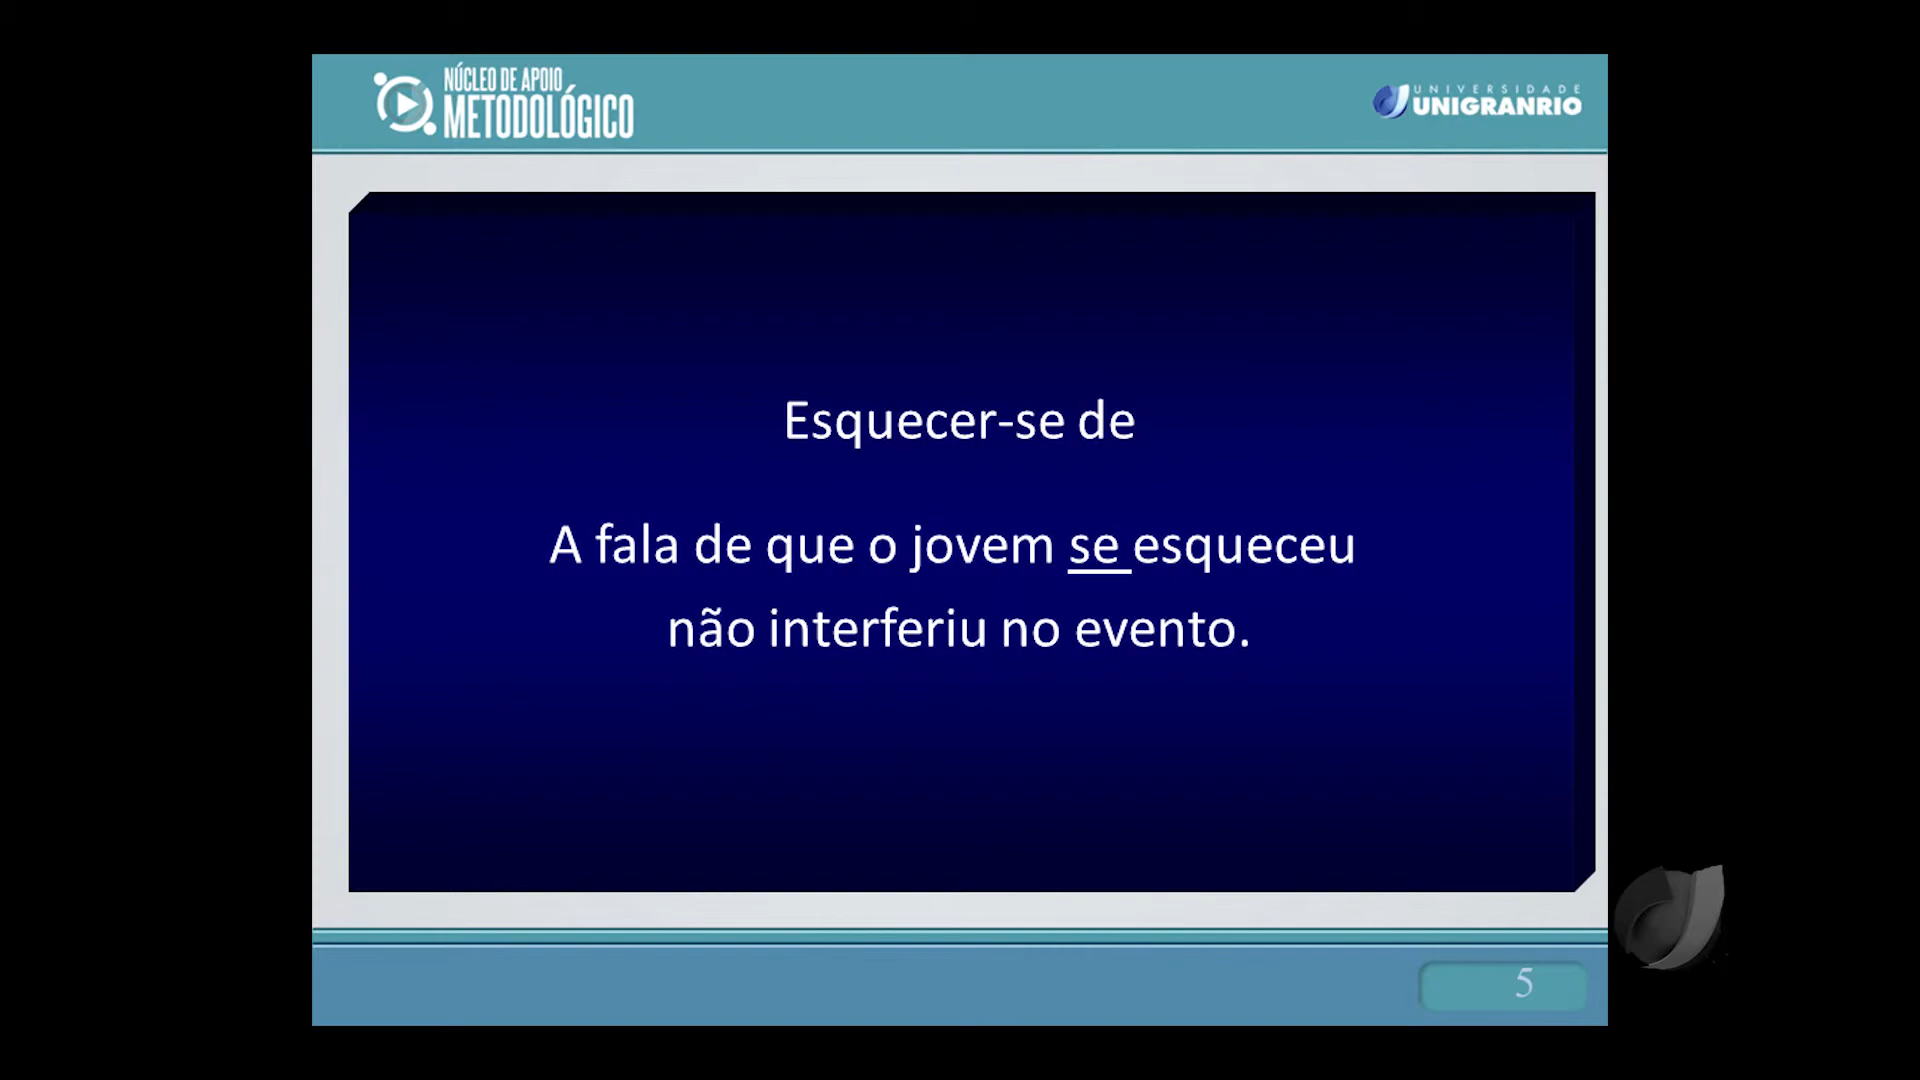 NÚCLEO DE APOIO
METODOLÓGICO
UNIVERSIDADE
UNIGRANRIO
Esquecer-se de
A fala de que o jovem se esqueceu
não interferiu no evento.
5